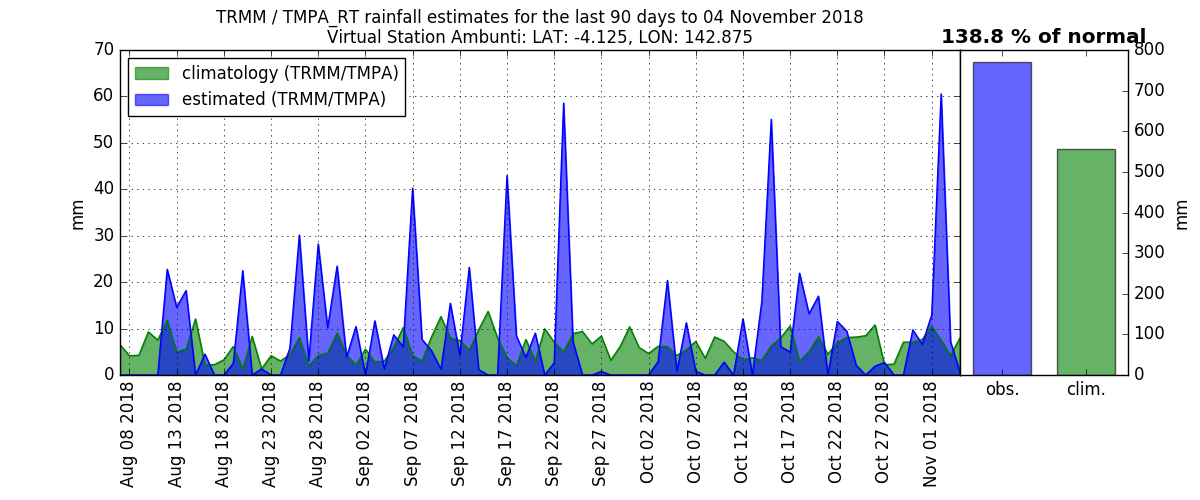 TRMM / TMPA_RT rainfall estimates for the last 90 days to 04 November 2018
Virtual Station Ambunti: LAT: -4.125, LON: 142.875
138.8 % of normal
climatology (TRMM/TMPA)
estimated (TRMM/TMPA)
mm
70
60
50
40
30
20
10
0
Aug 08 2018
Aug 13 2018
Aug 18 2018
Aug 23 2018
Aug 28 2018
Sep 02 2018
Sep 07 2018
Sep 12 2018
Sep 17 2018
Sep 22 2018
Sep 27 2018
Oct 02 2018
Oct 07 2018
Oct 12 2018
Oct 17 2018
Oct 22 2018
Oct 27 2018
Nov 01 2018
obs.
clim.
800
700
600
500
400
300
200
100
0
mm